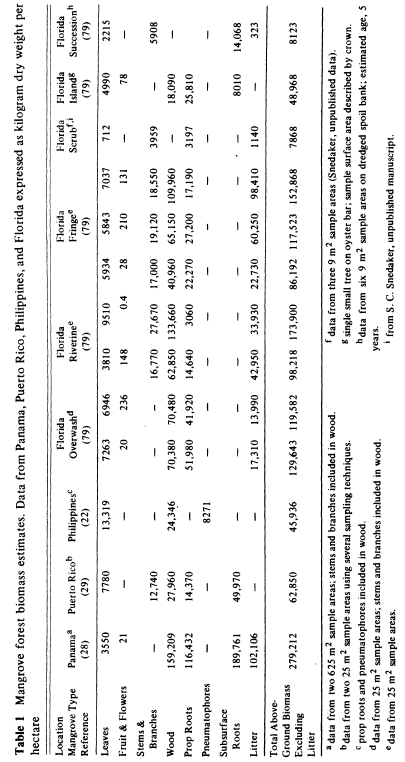 Table 1 Mangrove forest biomass estimates. Data from Panama, Puerto Rico, Philippines, and Florida expressed as kilogram dry weight per
hectare
Location Panamaᵃ Puerto Ricoᵇ Philippinesᶜ Florida Florida Florida Florida Florida Florida
Mangrove Type Overwashᵈ Riverineᵉ Fringeᵉ Scrubᶠ,ⁱ Islandᵍ Successionʰ
Reference (28) (29) (22) (79) (79) (79) (79) (79)
Leaves 3550 7780 13,319 7263 6946 3810 9510 5934 5843 7037 712 4990 2215
Fruit & Flowers 21 — — 20 236 148 0.4 28 210 131 — 78 —
Stems &
Branches — 12,740 — 16,770 27,670 17,000 19,120 18,550 3959 — 5908
Wood 159,209 27,960 24,346 70,380 70,480 62,850 133,660 40,960 65,150 109,960 — 18,090
Prop Roots 116,432 14,370 — 51,980 41,920 14,640 3060 22,270 27,200 17,190 3197 25,810 —
Pneumatophores — — 8271 — — — — — — — — — —
Subsurface
Roots 189,761 49,970 — — — — — — — — — 8010 14,068
Litter 102,106 — — 17,310 13,990 42,950 33,930 22,730 60,250 98,410 1140 — 323
Total Above-
Ground Biomass
Excluding
Litter 279,212 62,850 45,936 129,643 119,582 98,218 173,900 86,192 117,523 152,868 7868 48,968 8123
ᵃ data from two 625 m² sample areas; stems and branches included in wood.
ᵇ data from two 25 m² sample areas using several sampling techniques.
ᶜ prop roots and pneumatophores included in wood.
ᵈ data from 25 m² sample areas; stems and branches included in wood.
ᵉ data from 25 m² sample areas.
ᶠ data from three 9 m² sample areas (Snedaker, unpublished data).
ᵍ single small tree on oyster bar; sample surface area described by crown.
ʰ data from six 9 m² sample areas on dredged spoil bank; estimated age, 5
years.
ⁱ from S. C. Snedaker, unpublished manuscript.